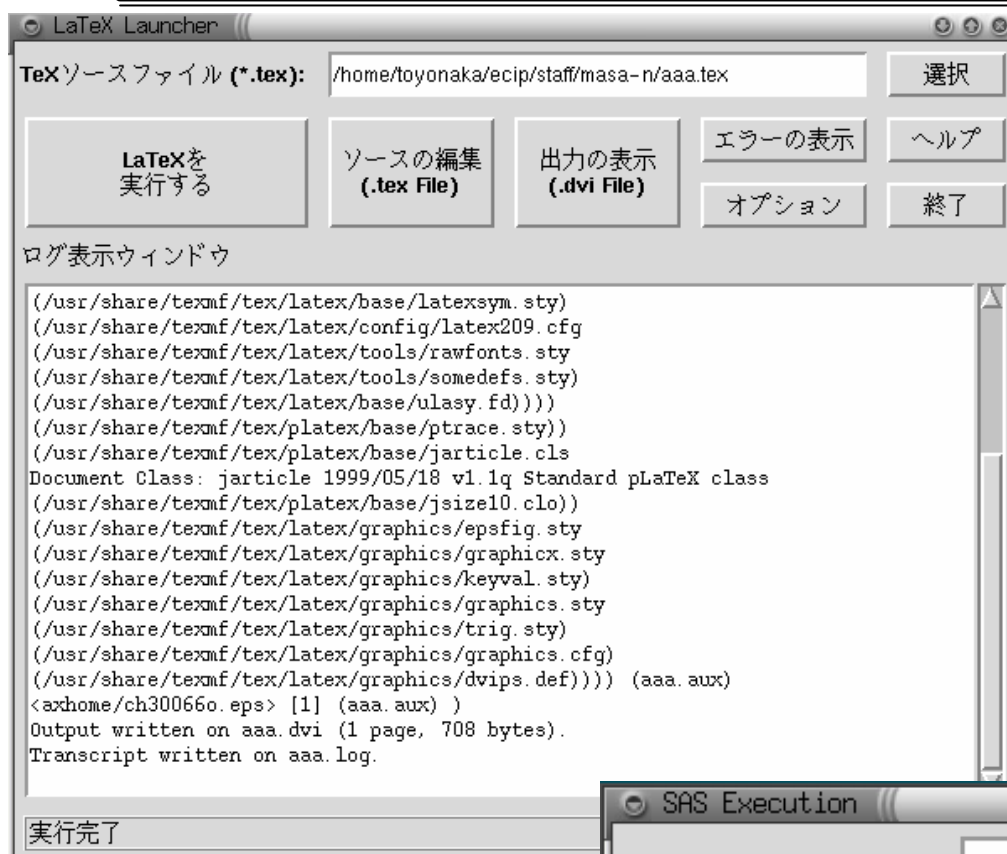 LaTeX Launcher
TeXソースファイル (*.tex): /home/toyonaka/ecip/staff/masa-n/aaa.tex 選択
LaTeXを
実行する
ソースの編集
(.tex File)
出力の表示
(.dvi File)
エラーの表示
ヘルプ
オプション
終了
ログ表示ウィンドウ
(/usr/share/texmf/tex/latex/base/latexsym.sty)
(/usr/share/texmf/tex/latex/config/latex209.cfg
(/usr/share/texmf/tex/latex/tools/rawfonts.sty
(/usr/share/texmf/tex/latex/tools/somedefs.sty)
(/usr/share/texmf/tex/latex/base/ulasy.fd))))
(/usr/share/texmf/tex/platex/base/ptrace.sty))
(/usr/share/texmf/tex/platex/base/jarticle.cls
Document Class: jarticle 1999/05/18 v1.1q Standard pLaTeX class
(/usr/share/texmf/tex/platex/base/jsize10.clo))
(/usr/share/texmf/tex/latex/graphics/epsfig.sty
(/usr/share/texmf/tex/latex/graphics/graphicx.sty
(/usr/share/texmf/tex/latex/graphics/keyval.sty)
(/usr/share/texmf/tex/latex/graphics/graphics.sty
(/usr/share/texmf/tex/latex/graphics/trig.sty)
(/usr/share/texmf/tex/latex/graphics/graphics.cfg)
(/usr/share/texmf/tex/latex/graphics/dvips.def)))) (aaa.aux)
<axhome/ch30066o.eps> [1] (aaa.aux) )
Output written on aaa.dvi (1 page, 708 bytes).
Transcript written on aaa.log.
実行完了
SAS Execution